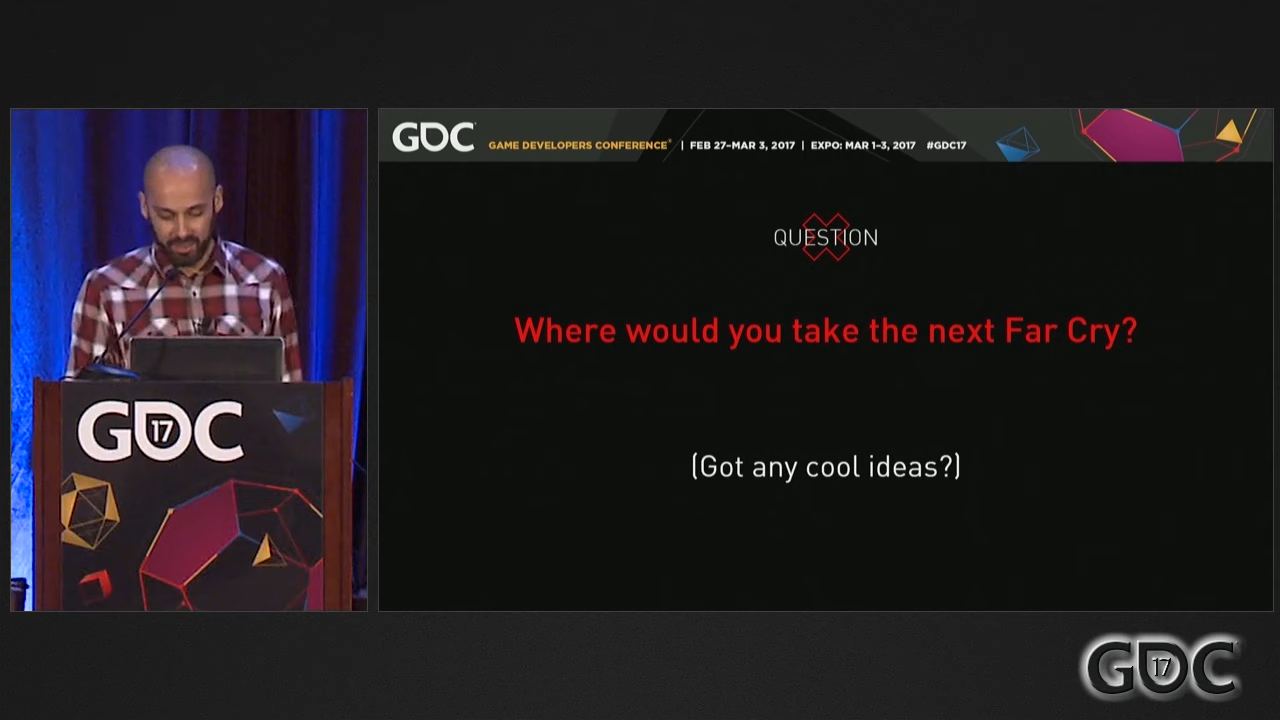 GDC
GAME DEVELOPERS CONFERENCE® | FEB 27-MAR 3, 2017 | EXPO: MAR 1-3, 2017 #GDC17
QUESTION
Where would you take the next Far Cry?
(Got any cool ideas?)
GDC
17
GDC
17